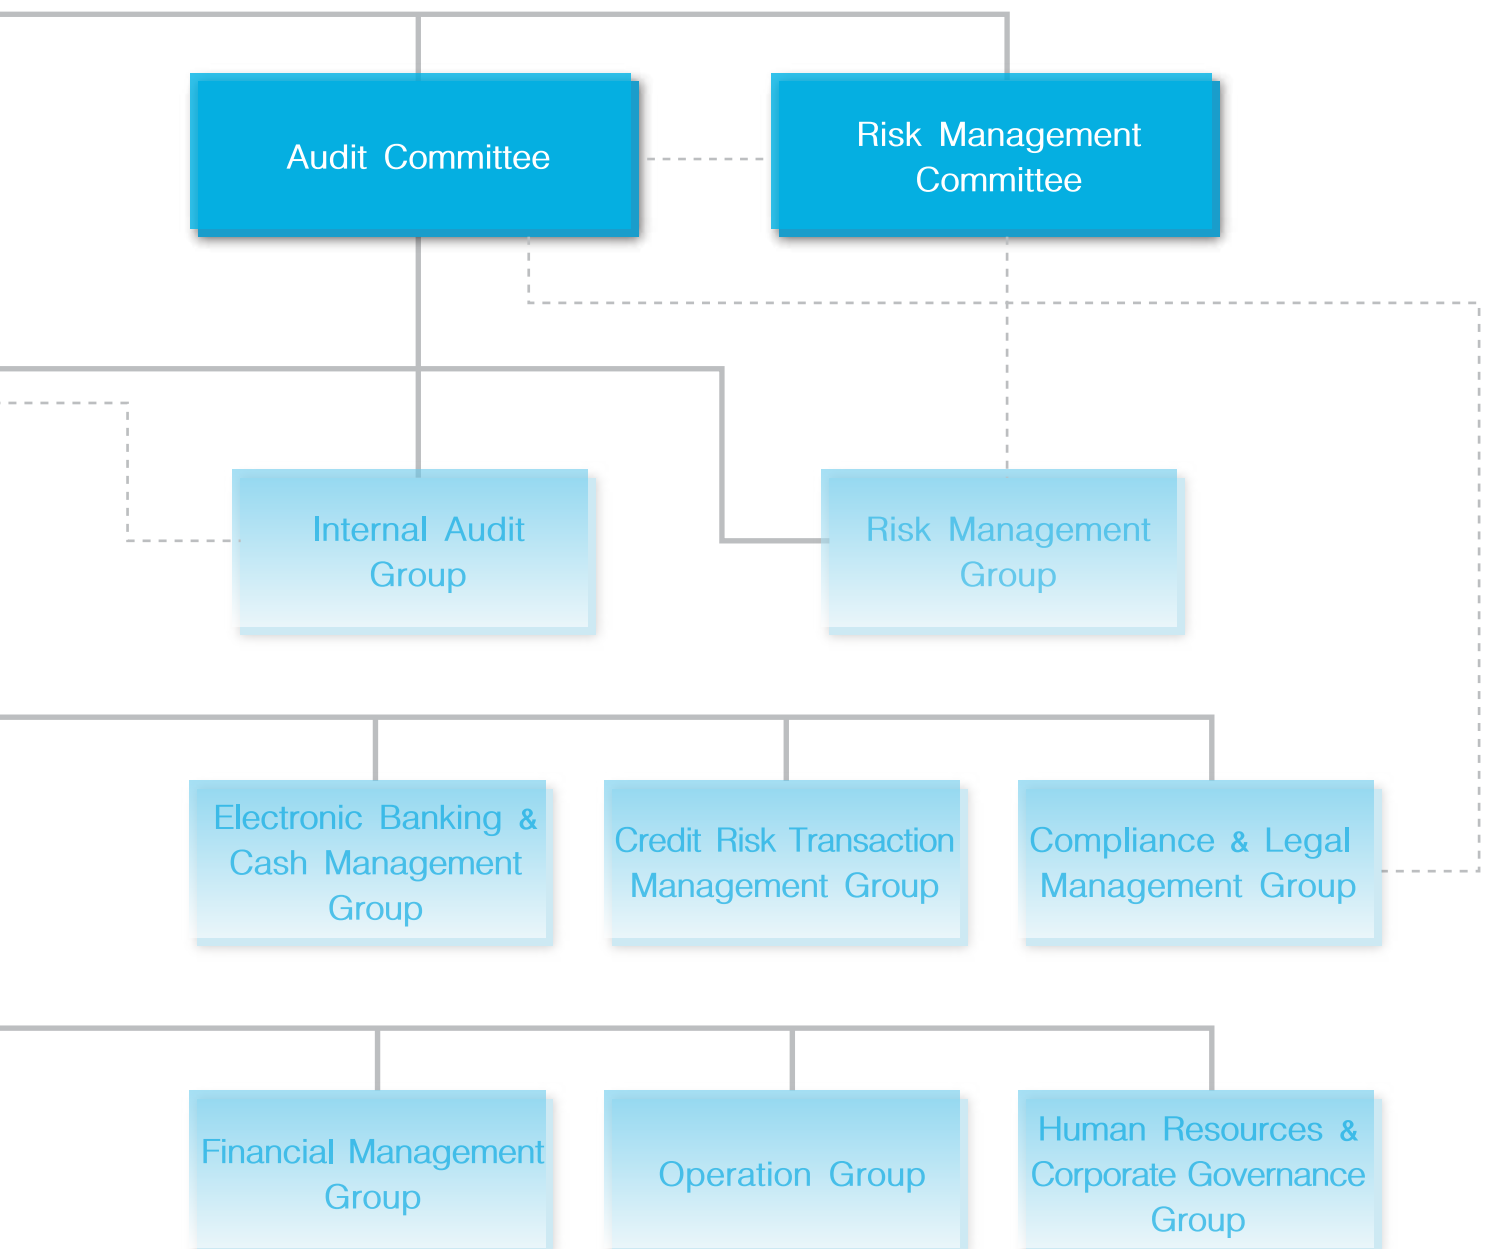 Audit Committee
Risk Management
Committee
Internal Audit
Group
Risk Management
Group
Electronic Banking &
Cash Management
Group
Credit Risk Transaction
Management Group
Compliance & Legal
Management Group
Financial Management
Group
Operation Group
Human Resources &
Corporate Governance
Group